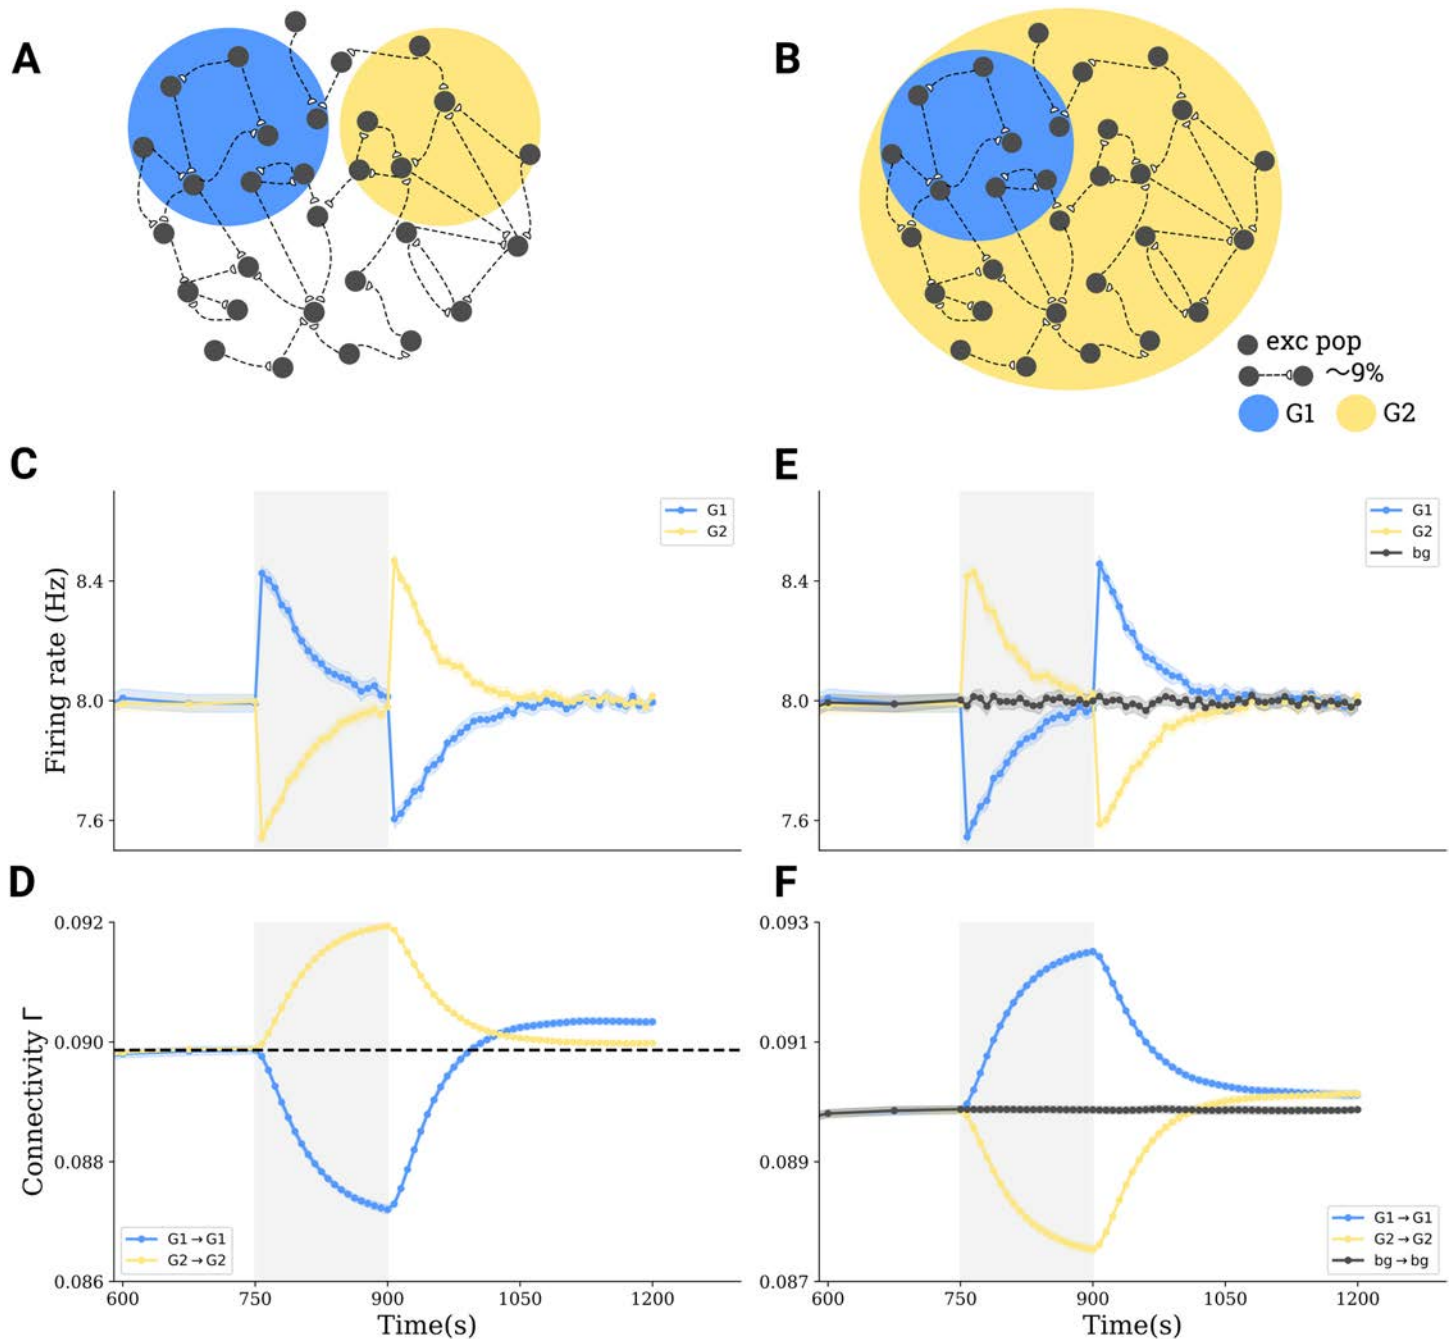 A
B
exc pop
~9%
G1
G2
C
E
G1
G2
G1
G2
bg
Firing rate (Hz)
8.4
8.0
7.6
8.4
8.0
7.6
D
F
Connectivity Γ
0.092
0.090
0.088
0.086
G1→G1
G2→G2
600
750
900
1050
1200
Time(s)
0.093
0.091
0.089
0.087
G1→G1
G2→G2
bg→bg
600
750
900
1050
1200
Time(s)